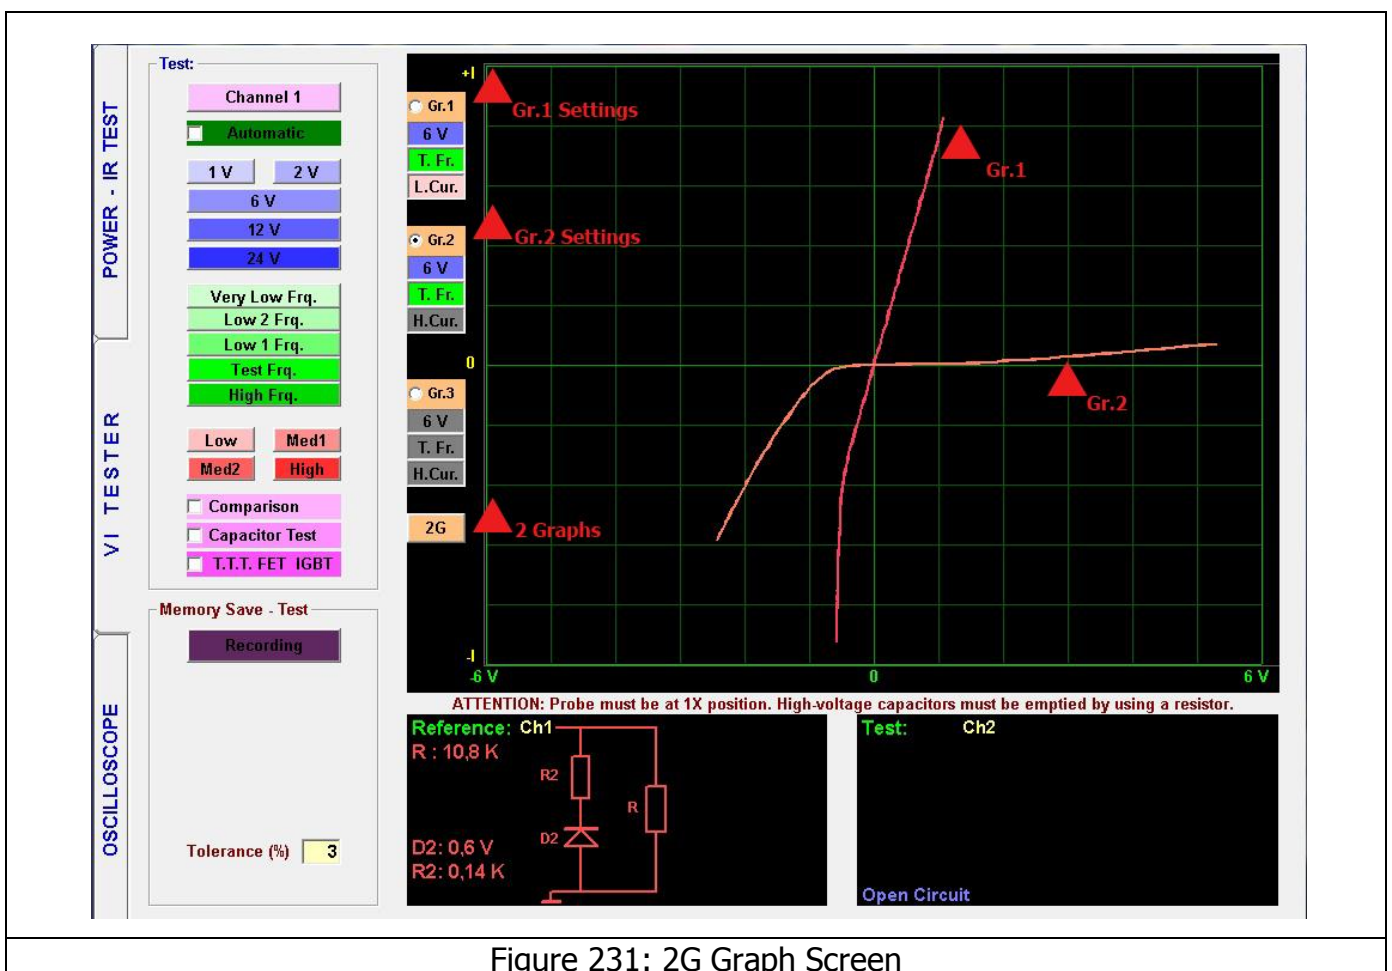 POWER - IR TEST
VI TESTER
OSCILLOSCOPE
Test:
Channel 1
Automatic
1 V
2 V
6 V
12 V
24 V
Very Low Frq.
Low 2 Frq.
Low 1 Frq.
Test Frq.
High Frq.
Low
Med1
Med2
High
Comparison
Capacitor Test
T.T.T. FET IGBT
Memory Save - Test
Recording
Tolerance (%)
3
+I
Gr.1
6 V
T. Fr.
L.Cur.
Gr.1 Settings
Gr.2
6 V
T. Fr.
H.Cur.
Gr.2 Settings
0
Gr.3
6 V
T. Fr.
H.Cur.
2G
2 Graphs
Gr.1
Gr.2
-I
-6 V
0
6 V
ATTENTION: Probe must be at 1X position. High-voltage capacitors must be emptied by using a resistor.
Reference: Ch1
R : 10,8 K
R2
R
D2
D2: 0,6 V
R2: 0,14 K
Test: Ch2
Open Circuit
Figure 231: 2G Graph Screen